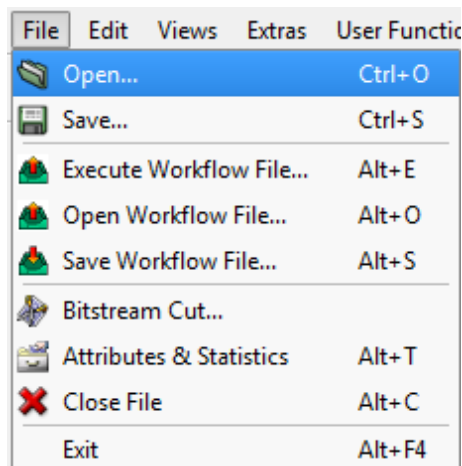 File Edit Views Extras User Functio
Open... Ctrl+O
Save... Ctrl+S
Execute Workflow File... Alt+E
Open Workflow File... Alt+O
Save Workflow File... Alt+S
Bitstream Cut...
Attributes & Statistics Alt+T
Close File Alt+C
Exit Alt+F4